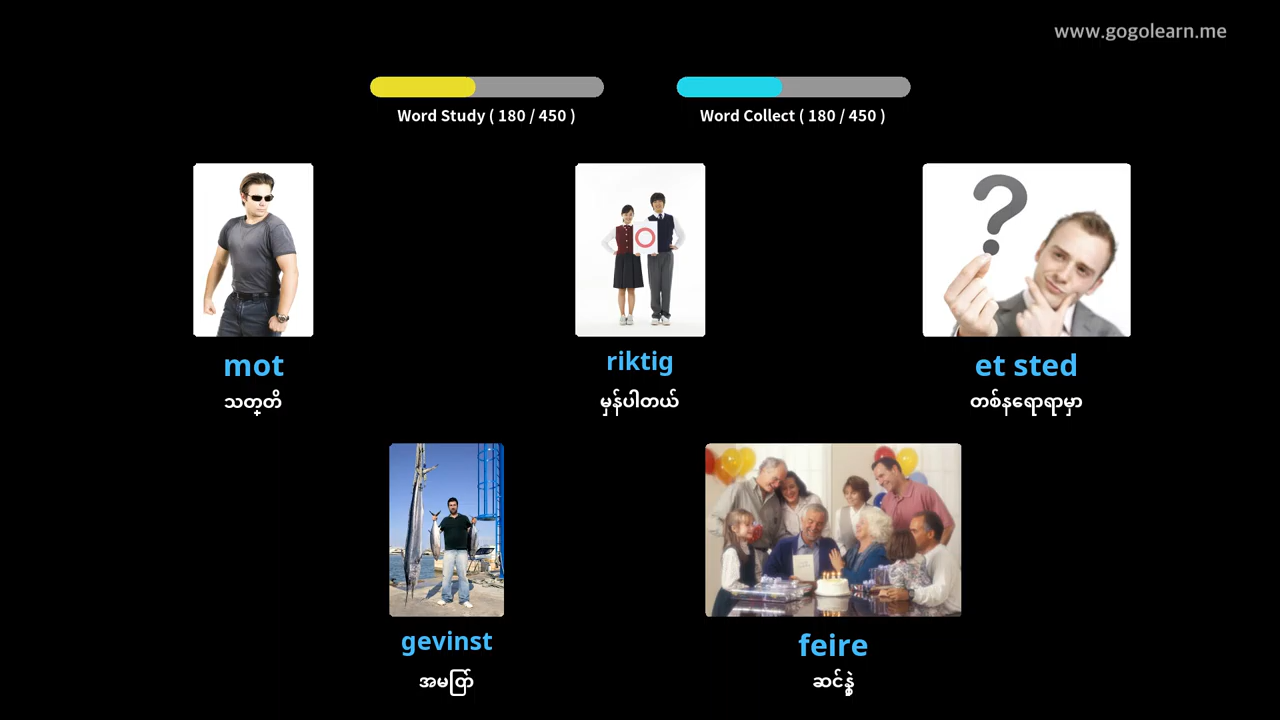 www.gogolearn.me
Word Study ( 180 / 450 )
Word Collect ( 180 / 450 )
mot
riktig
et sted
သတ္တိ
မှန်ပါတယ်
တစ်နရောရာမှာ
gevinst
feire
အမြတ်
ဆင်နွှဲ